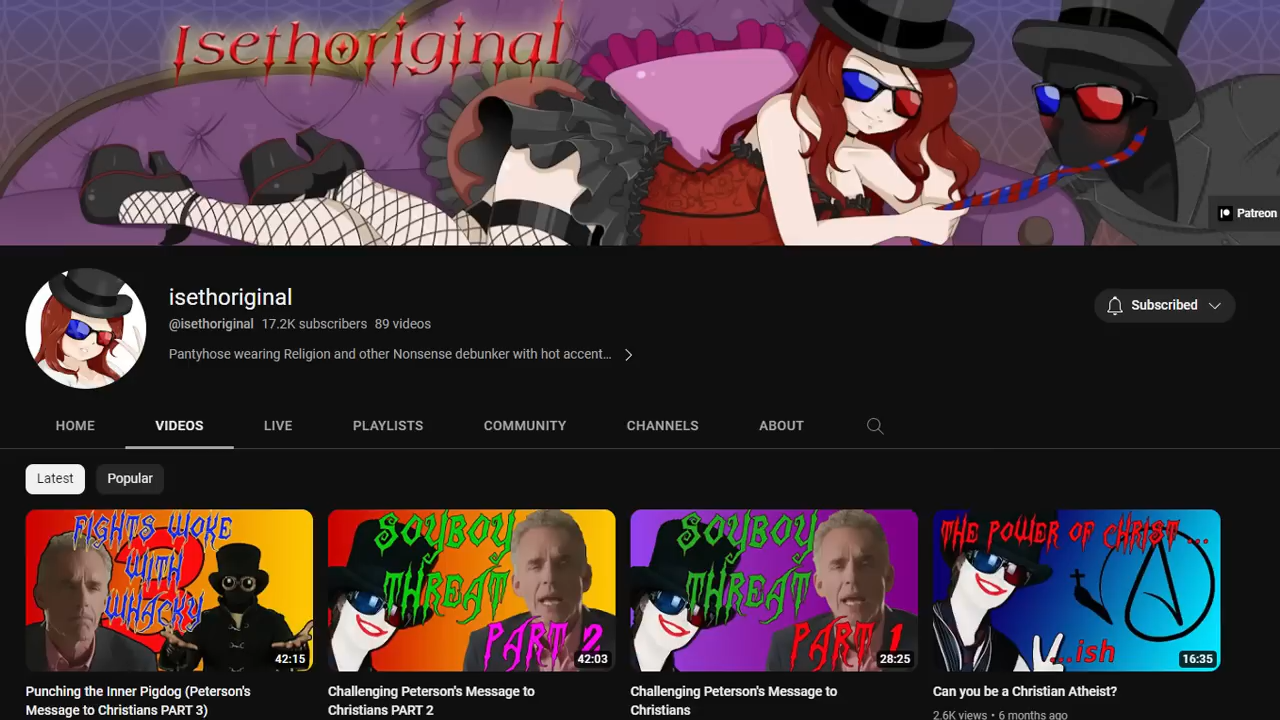 Isethoriginal
Patreon
isethoriginal
@isethoriginal 17.2K subscribers 89 videos
Pantyhose wearing Religion and other Nonsense debunker with hot accent...
Subscribed
HOME VIDEOS LIVE PLAYLISTS COMMUNITY CHANNELS ABOUT
Latest Popular
FIGHTS WOKE
WITH
WHACKY
3
42:15
SOYBOY
THREAT
PART 2
42:03
SOYBOY
THREAT
PART 1
28:25
THE POWER OF CHRIST...
...ish
16:35
Punching the Inner Pigdog (Peterson's
Message to Christians PART 3)
Challenging Peterson's Message to
Christians PART 2
Challenging Peterson's Message to
Christians
Can you be a Christian Atheist?
2.6K views • 6 months ago